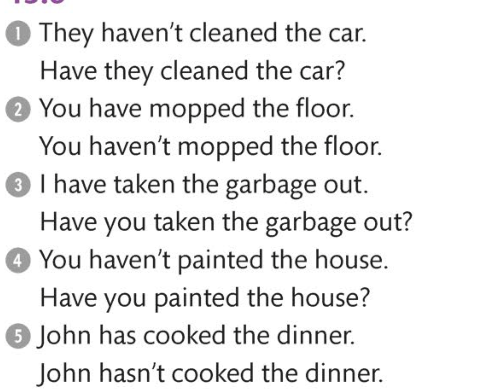 1 They haven't cleaned the car.
Have they cleaned the car?
2 You have mopped the floor.
You haven't mopped the floor.
3 I have taken the garbage out.
Have you taken the garbage out?
4 You haven't painted the house.
Have you painted the house?
5 John has cooked the dinner.
John hasn't cooked the dinner.